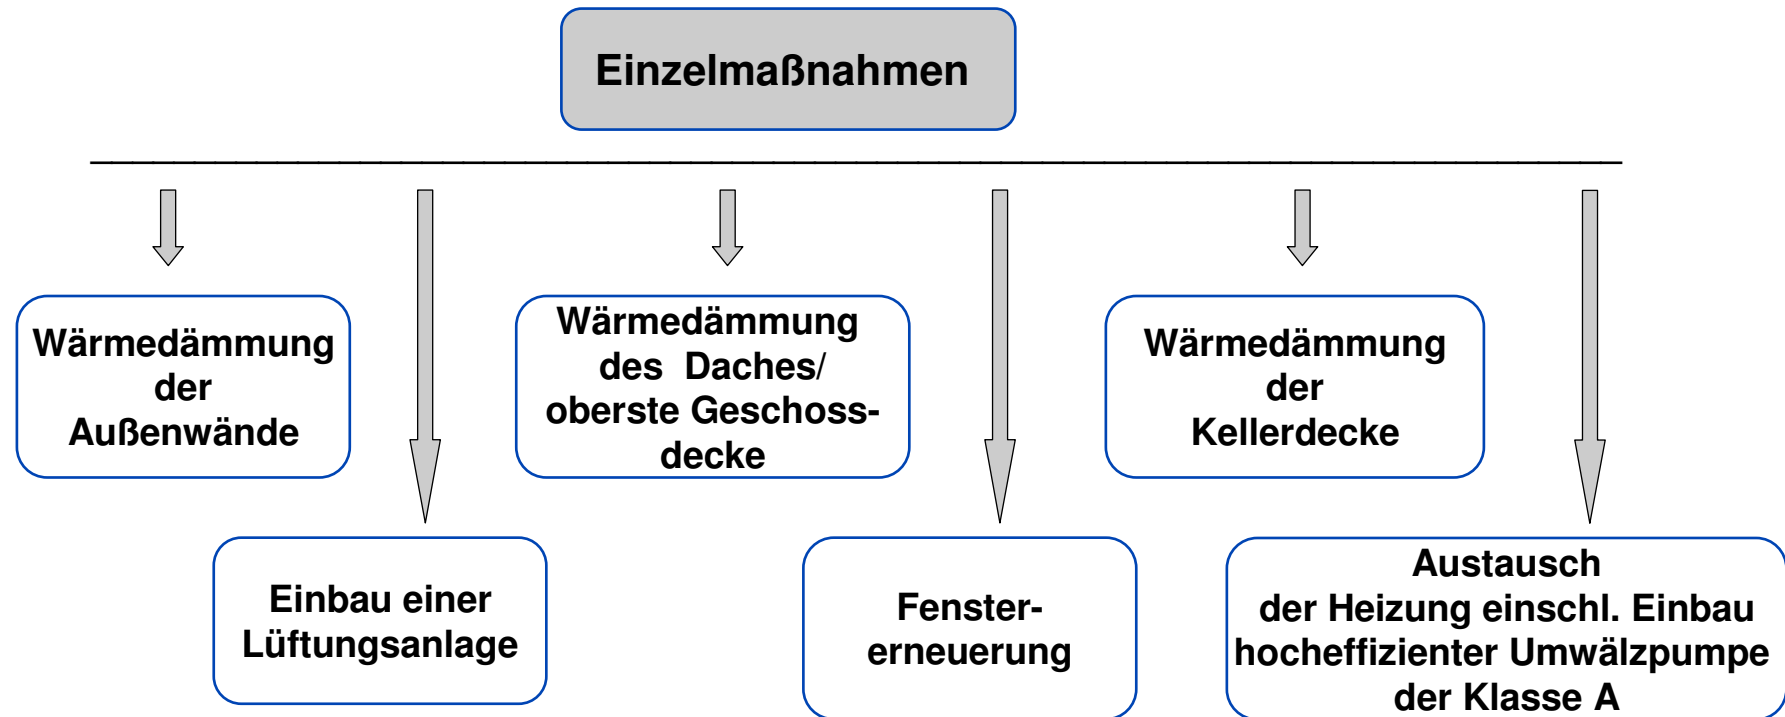 Einzelmaßnahmen
Wärmedämmung
der
Außenwände
Wärmedämmung
des Daches/
oberste Geschoss-
decke
Wärmedämmung
der
Kellerdecke
Einbau einer
Lüftungsanlage
Fenster-
erneuerung
Austausch
der Heizung einschl. Einbau
hocheffizienter Umwälzpumpe
der Klasse A